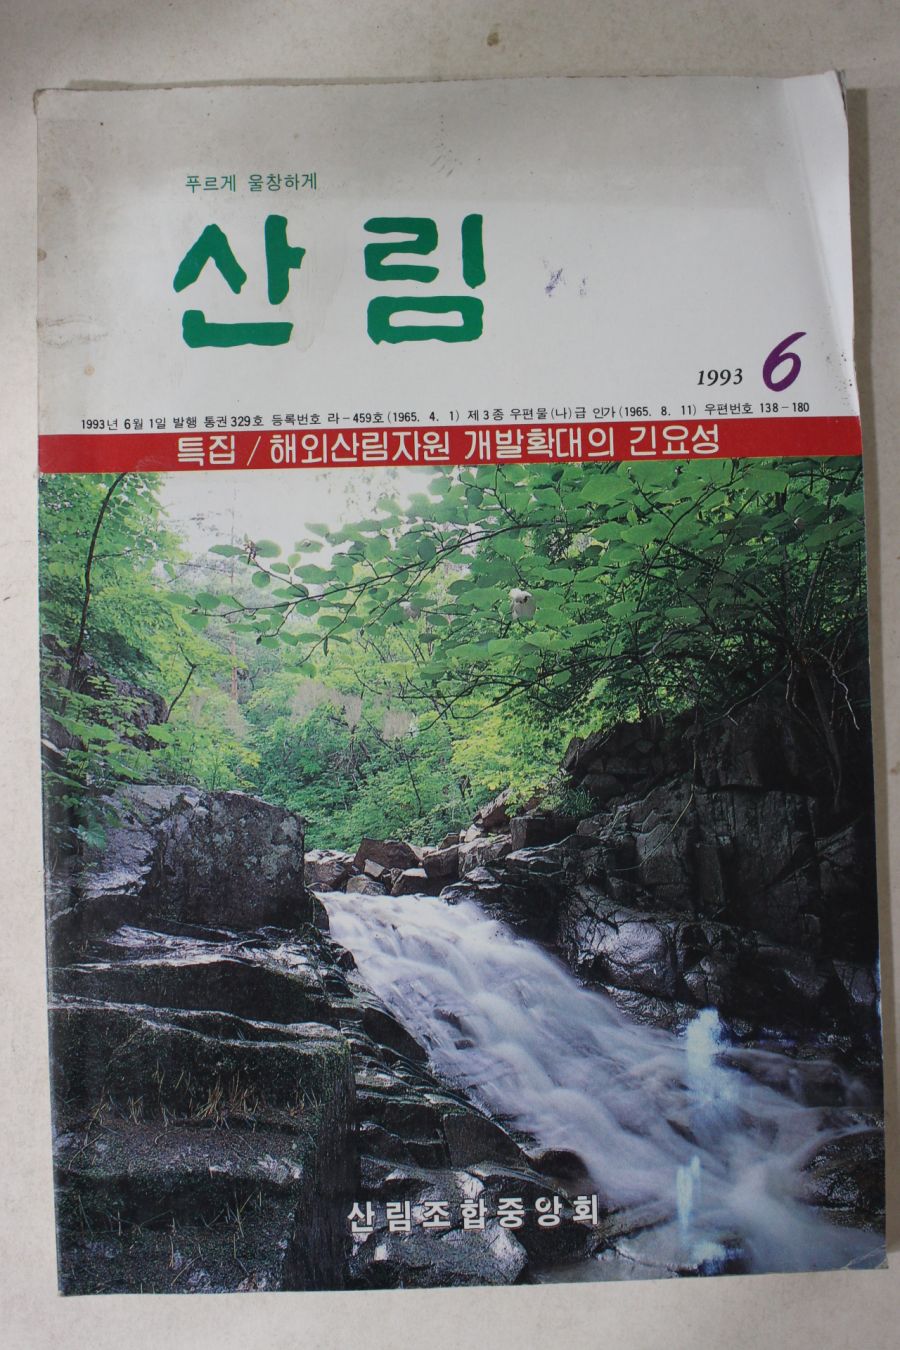 푸르게 울창하게
산림
1993 6
1993년 6월 1일 발행 통권 329호 등록번호 라-459호(1965. 4. 1) 제3종 우편물(나)급 인가(1965. 8. 11) 우편번호 138-180
특집 / 해외산림자원 개발확대의 긴요성
산림조합중앙회